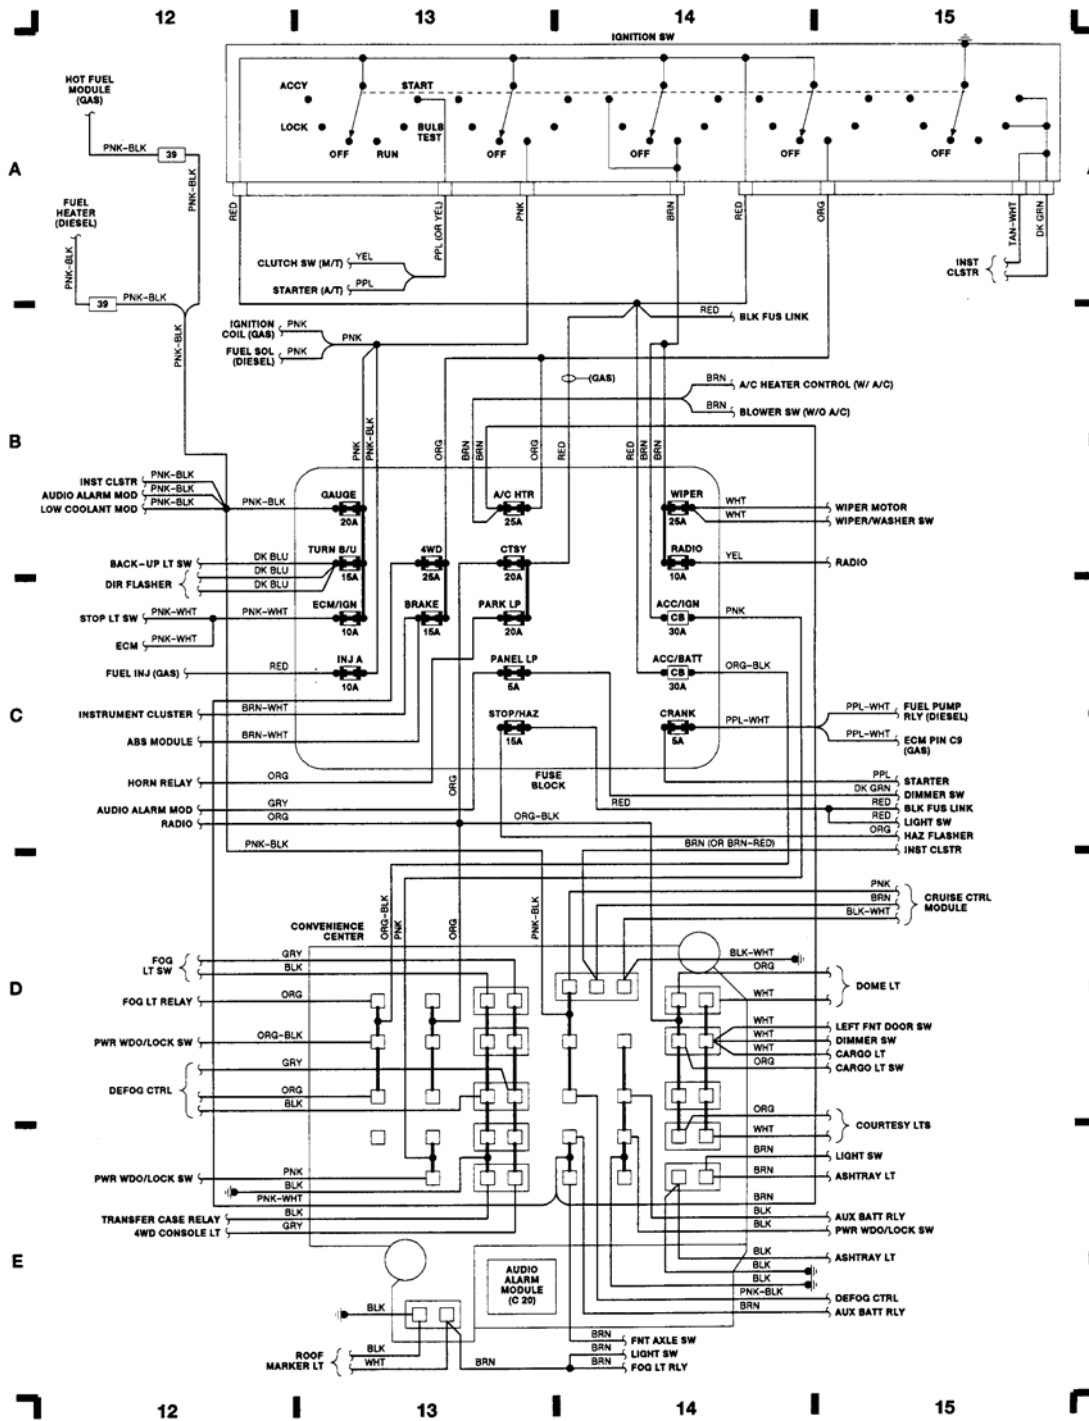 12 13 14 15
IGNITION SW
HOT FUEL
MODULE
(GAS)
ACCY START
LOCK BULB
TEST
OFF RUN OFF OFF OFF OFF
PNK-BLK 39
A
PNK-BLK
FUEL
HEATER
(DIESEL)
RED PPL (OR YEL) PNK BRN RED ORG TAN-WHT DK GRN
PNK-BLK
CLUTCH SW (M/T) YEL
STARTER (A/T) PPL
INST
CLSTR
39 PNK-BLK
RED BLK FUS LINK
IGNITION
COIL (GAS) PNK
PNK
FUEL SOL
(DIESEL) PNK
PNK-BLK
(GAS)
BRN A/C HEATER CONTROL (W/ A/C)
BRN BLOWER SW (W/O A/C)
B
PNK PNK-BLK ORG BRN BRN ORG RED RED BRN BRN
INST CLSTR PNK-BLK
AUDIO ALARM MOD PNK-BLK
LOW COOLANT MOD PNK-BLK
PNK-BLK
GAUGE
20A
A/C HTR
25A
WIPER
25A
WHT WIPER MOTOR
WHT WIPER/WASHER SW
BACK-UP LT SW DK BLU
DIR FLASHER DK BLU
DK BLU
TURN B/U
15A
4WD
25A
CTSY
20A
RADIO
10A
YEL RADIO
STOP LT SW PNK-WHT PNK-WHT
ECM PNK-WHT
ECM/IGN
10A
BRAKE
15A
PARK LP
20A
ACC/IGN
CB
30A
PNK
FUEL INJ (GAS) RED
INJ A
10A
PANEL LP
5A
ACC/BATT
CB
30A
ORG-BLK
C
INSTRUMENT CLUSTER BRN-WHT
ABS MODULE BRN-WHT
STOP/HAZ
15A
CRANK
5A
PPL-WHT
PPL-WHT FUEL PUMP
RLY (DIESEL)
PPL-WHT ECM PIN C9
(GAS)
HORN RELAY ORG
ORG
FUSE
BLOCK
PPL STARTER
DK GRN DIMMER SW
AUDIO ALARM MOD GRY
RED
RED BLK FUS LINK
RADIO ORG
ORG-BLK
RED LIGHT SW
ORG HAZ FLASHER
PNK-BLK
BRN (OR BRN-RED) INST CLSTR
ORG-BLK PNK ORG PNK-BLK
PNK
BRN
BLK-WHT
CRUISE CTRL
MODULE
CONVENIENCE
CENTER
FOG
LT SW
GRY
BLK
BLK-WHT
ORG
WHT
DOME LT
D
FOG LT RELAY ORG
PWR WDO/LOCK SW ORG-BLK
WHT LEFT FNT DOOR SW
WHT DIMMER SW
WHT CARGO LT
ORG CARGO LT SW
DEFOG CTRL
GRY
ORG
BLK
ORG
WHT
COURTESY LTS
BRN LIGHT SW
PWR WDO/LOCK SW PNK
BRN ASHTRAY LT
BLK
PNK-WHT
BRN
TRANSFER CASE RELAY BLK
BLK AUX BATT RLY
4WD CONSOLE LT GRY
BLK PWR WDO/LOCK SW
E
BLK ASHTRAY LT
BLK
BLK
AUDIO
ALARM
MODULE
(C 20)
PNK-BLK DEFOG CTRL
BRN AUX BATT RLY
BLK
ROOF
MARKER LT
BLK
WHT
BRN
BRN FNT AXLE SW
BRN LIGHT SW
BRN FOG LT RLY
12 13 14 15